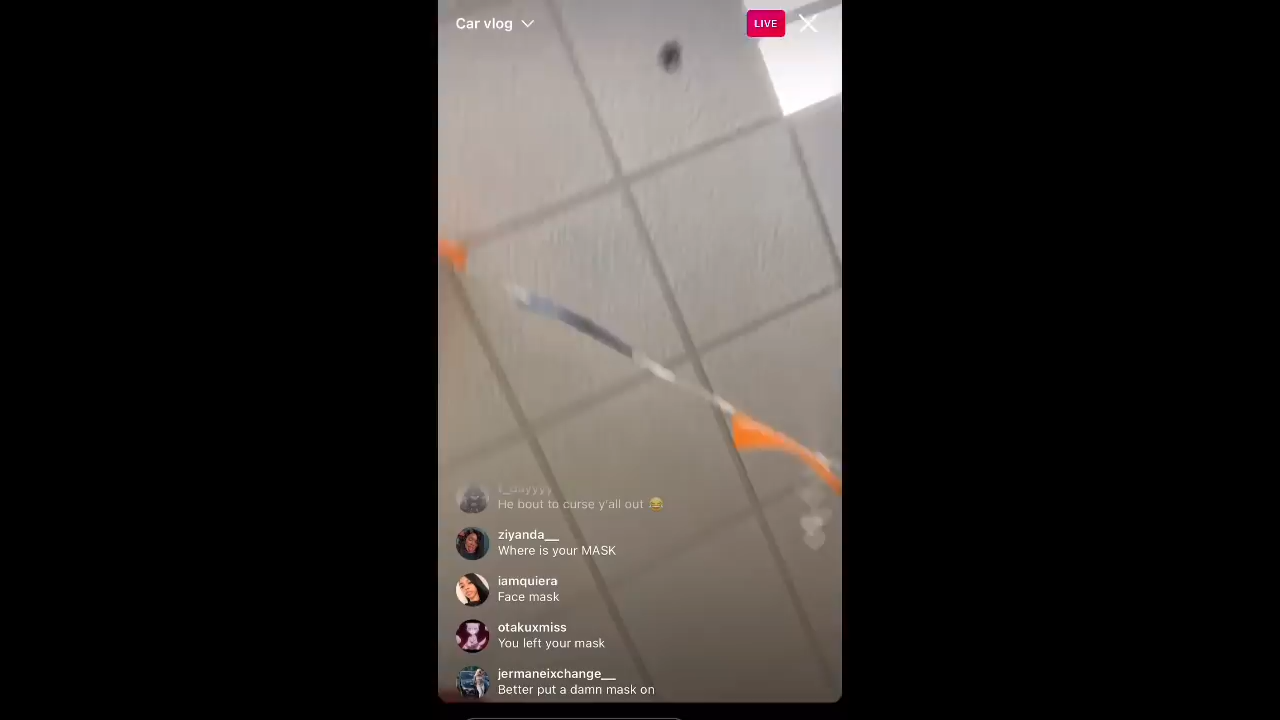 Car vlog
LIVE
He bout to curse y'all out 😂
ziyanda__
Where is your MASK
iamquiera
Face mask
otakuxmiss
You left your mask
jermaneixchange__
Better put a damn mask on